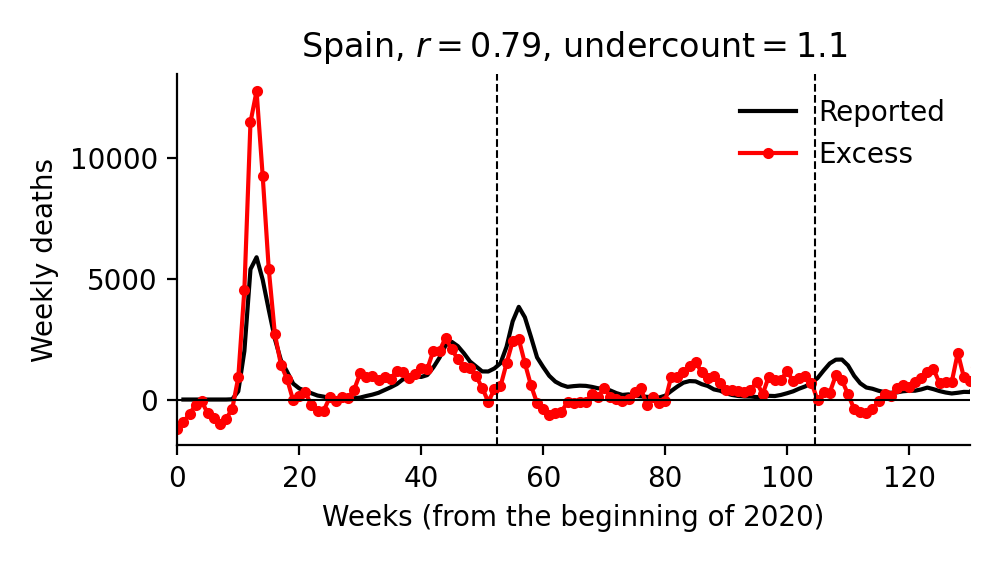 Spain, r = 0.79, undercount = 1.1
Reported
Excess
Weekly deaths
10000
5000
0
0 20 40 60 80 100 120
Weeks (from the beginning of 2020)